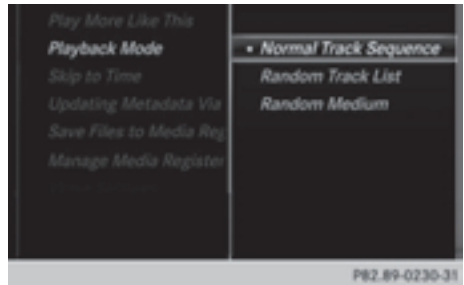 Play More Like This
Playback Mode
Skip to Time
Updating Metadata Via
Save Files to Media Reg
Manage Media Register
• Normal Track Sequence
Random Track List
Random Medium
P82.89-0230-31